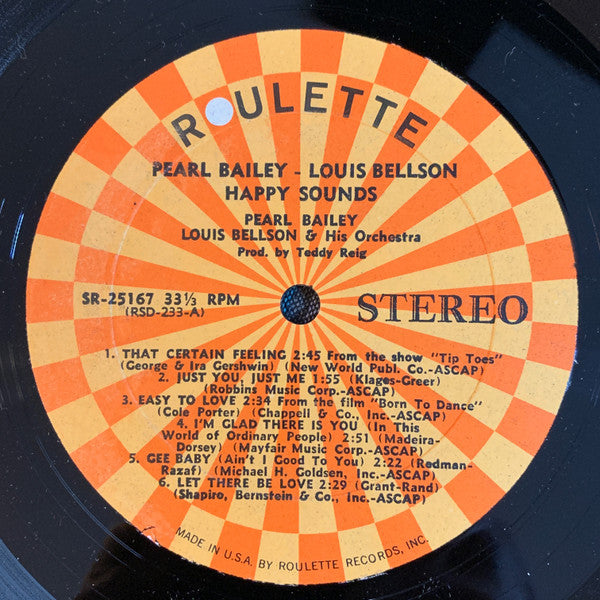 ROULETTE
PEARL BAILEY - LOUIS BELLSON
HAPPY SOUNDS
PEARL BAILEY
LOUIS BELLSON & His Orchestra
Prod. by Teddy Reig
SR-25167 33⅓ RPM
(RSD-233-A)
STEREO
1. THAT CERTAIN FEELING 2:45 From the show "Tip Toes"
(George & Ira Gershwin) (New World Publ. Co.-ASCAP)
2. JUST YOU, JUST ME 1:55 (Klages-Greer)
(Robbins Music Corp.-ASCAP)
3. EASY TO LOVE 2:34 From the film "Born To Dance"
(Cole Porter) (Chappell & Co., Inc.-ASCAP)
4. I'M GLAD THERE IS YOU (In This
World of Ordinary People) 2:51 (Madeira-
Dorsey) (Mayfair Music Corp.-ASCAP)
5. GEE BABY (Ain't I Good To You) 2:22 (Redman-
Razaf) (Michael H. Goldsen, Inc.-ASCAP)
6. LET THERE BE LOVE 2:29 (Grant-Rand)
(Shapiro, Bernstein & Co., Inc.-ASCAP)
MADE IN U.S.A. BY ROULETTE RECORDS, INC.